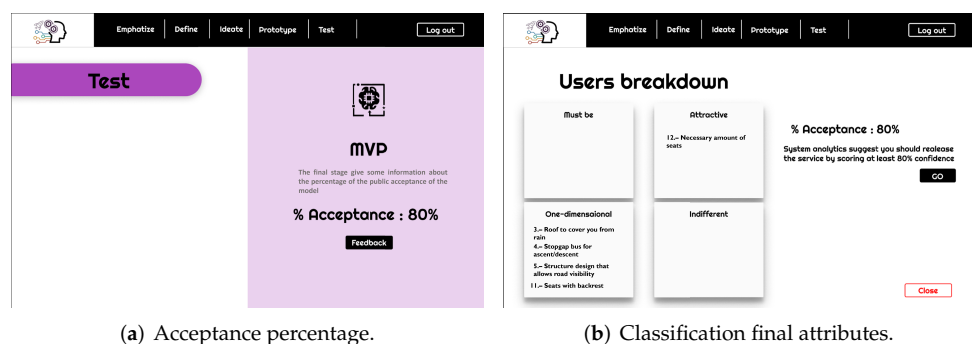 Emphatize Define Ideate Prototype Test Log out
Test
MVP
The final stage give some information about
the percentage of the public acceptance of the
model
% Acceptance : 80%
Feedback
(a) Acceptance percentage.
Emphatize Define Ideate Prototype Test Log out
Users breakdown
Must be
Attractive
12.– Necessary amount of
seats
One-dimensaional
3.– Roof to cover you from
rain
4.– Stopgap bus for
ascent/descent
5.– Structure design that
allows road visibility
11.– Seats with backrest
Indifferent
% Acceptance : 80%
System analytics suggest you should realease
the service by scoring at least 80% confidence
GO
Close
(b) Classification final attributes.